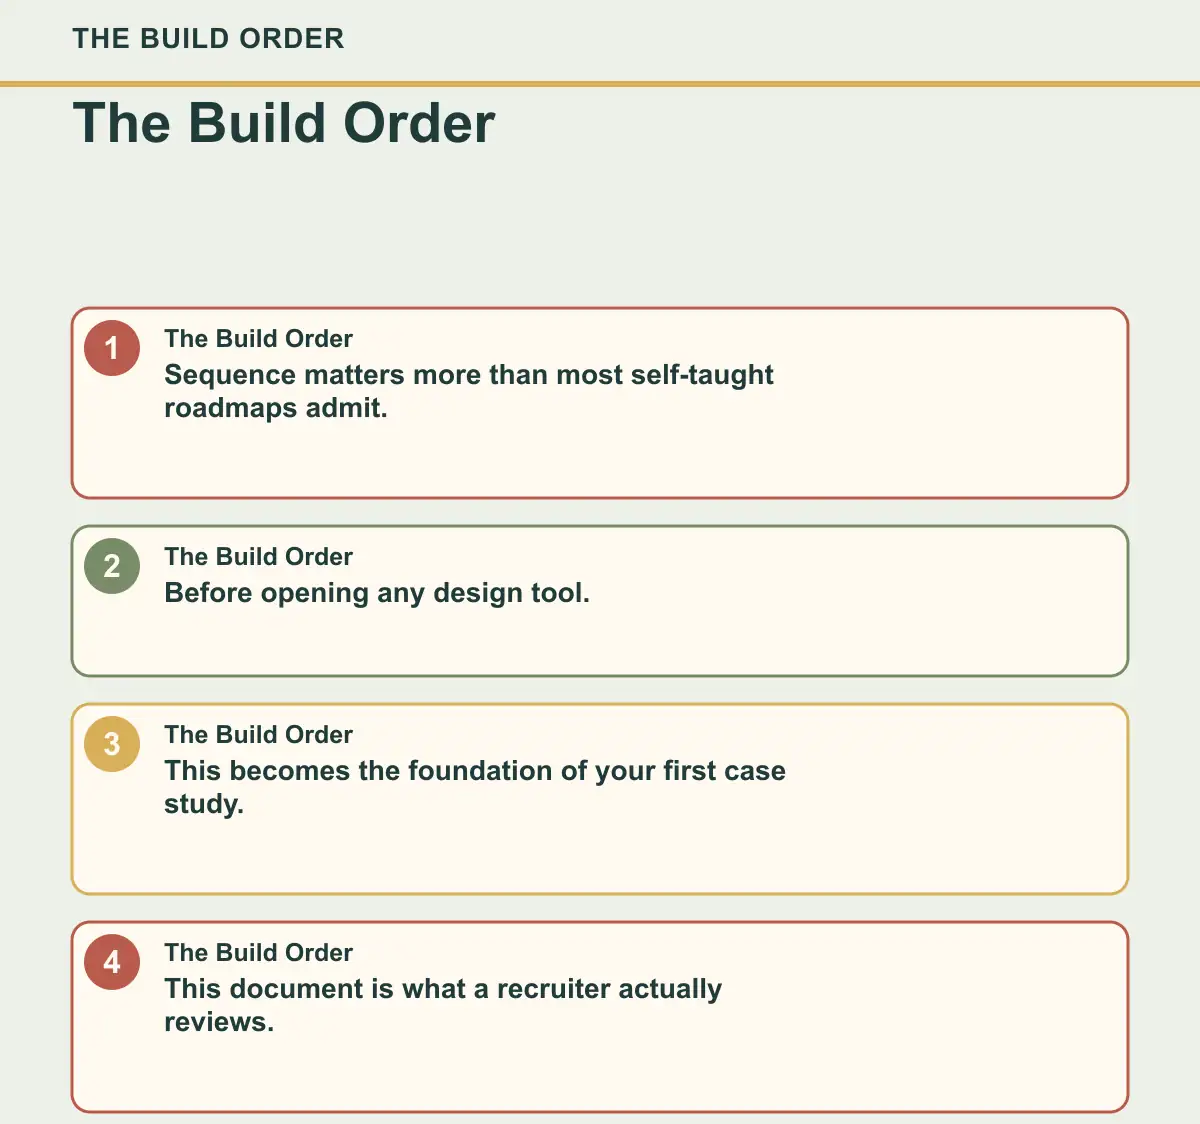 THE BUILD ORDER
The Build Order
1
The Build Order
Sequence matters more than most self-taught
roadmaps admit.
2
The Build Order
Before opening any design tool.
3
The Build Order
This becomes the foundation of your first case
study.
4
The Build Order
This document is what a recruiter actually
reviews.